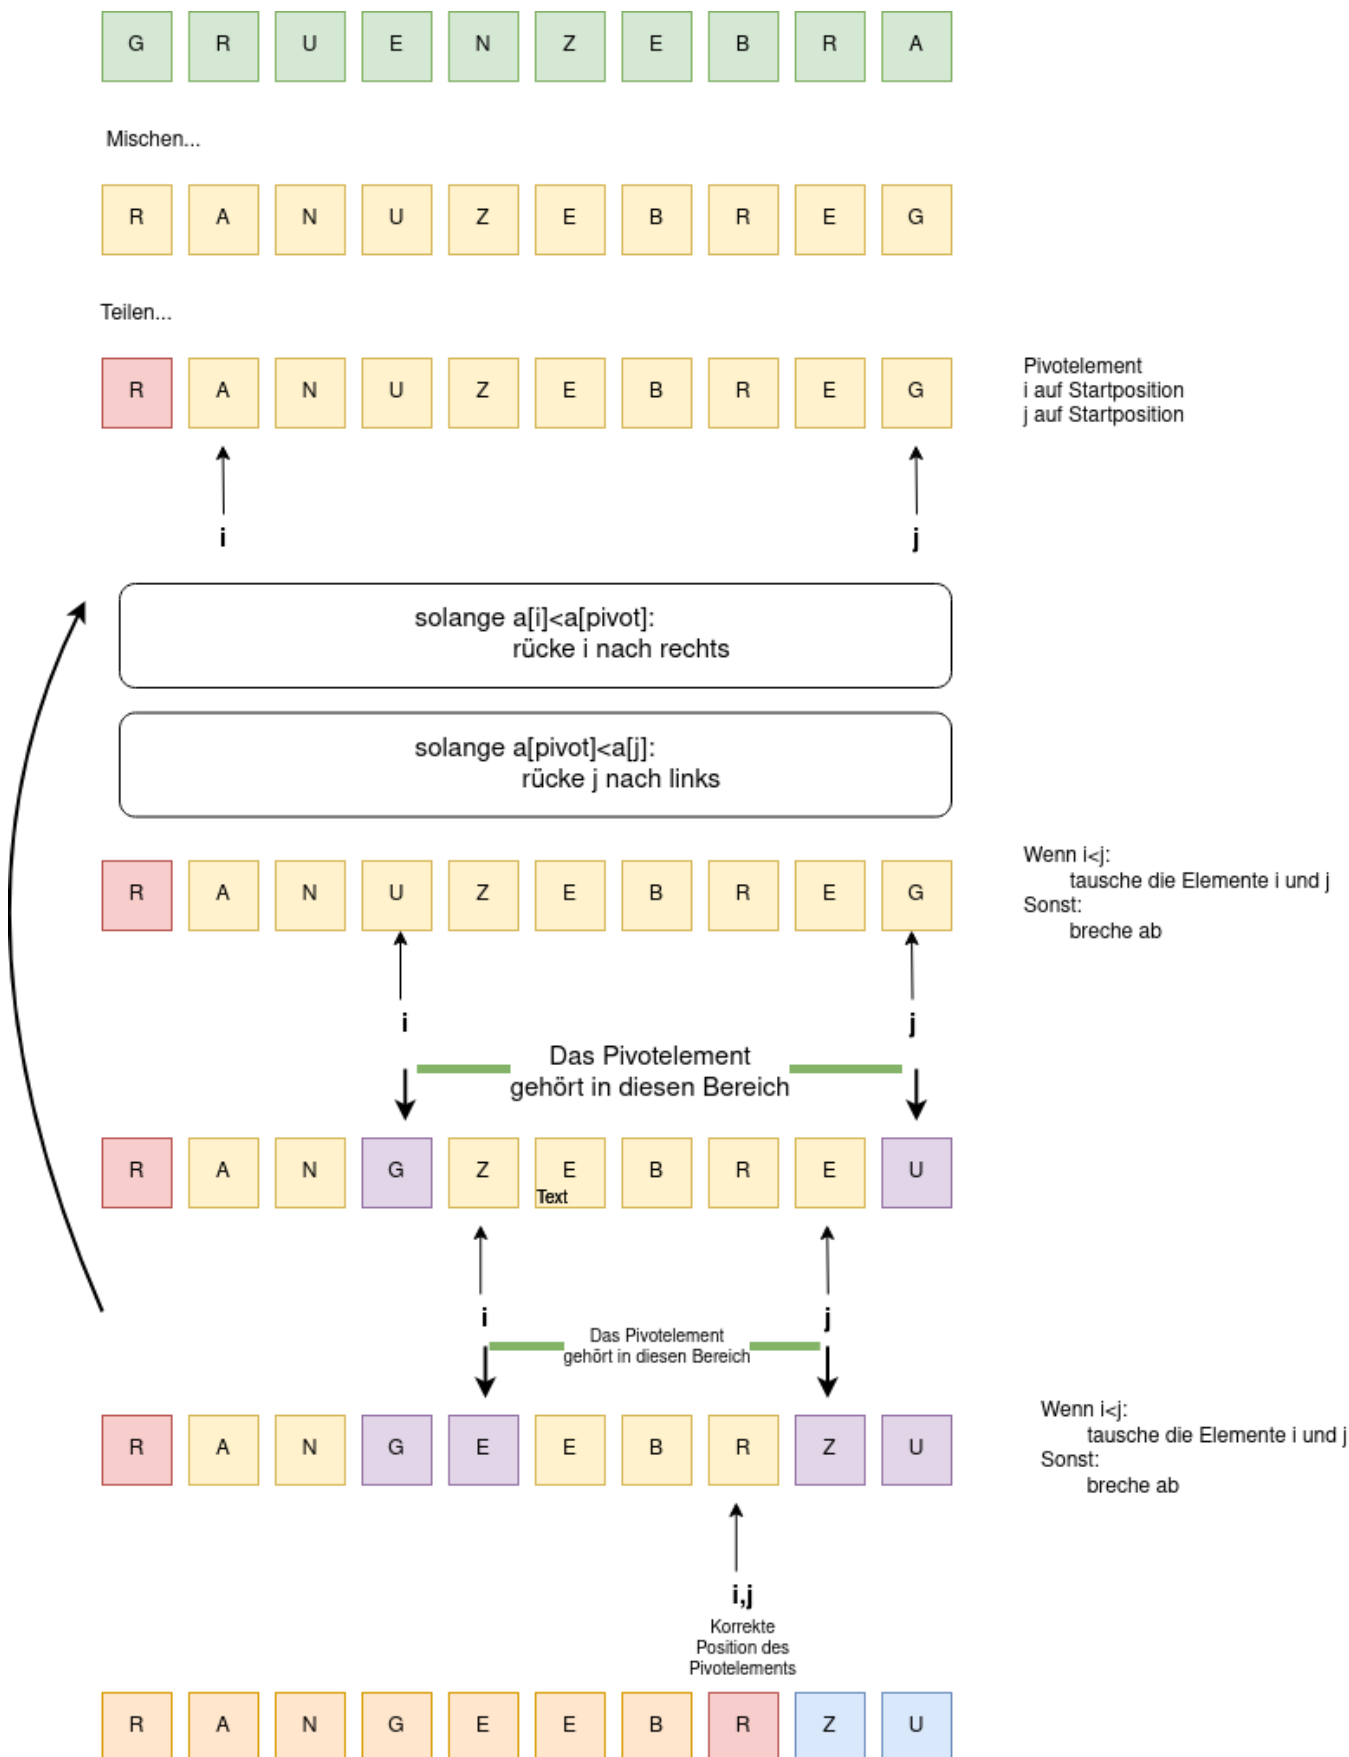 G R U E N Z E B R A
Mischen...
R A N U Z E B R E G
Teilen...
R A N U Z E B R E G
Pivotelement
i auf Startposition
j auf Startposition
i j
solange a[i]<a[pivot]:
rücke i nach rechts
solange a[pivot]<a[j]:
rücke j nach links
R A N U Z E B R E G
Wenn i<j:
tausche die Elemente i und j
Sonst:
breche ab
i j
Das Pivotelement
gehört in diesen Bereich
R A N G Z E B R E U
Text
i j
Das Pivotelement
gehört in diesen Bereich
R A N G E E B R Z U
Wenn i<j:
tausche die Elemente i und j
Sonst:
breche ab
i,j
Korrekte
Position des
Pivotelements
R A N G E E B R Z U